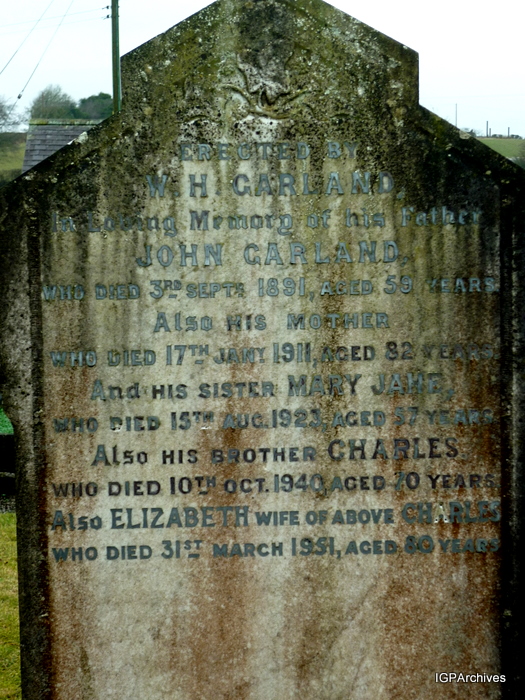 ERECTED BY
W. H. GARLAND,
In Loving Memory of his Father
JOHN GARLAND,
WHO DIED 3RD SEPTR 1891, AGED 59 YEARS.
Also HIS MOTHER
WHO DIED 17TH JANY 1911, AGED 82 YEARS
And HIS SISTER MARY JANE,
WHO DIED 15TH AUG. 1923, AGED 57 YEARS
Also HIS BROTHER CHARLES,
WHO DIED 10TH OCT. 1940, AGED 70 YEARS
Also ELIZABETH WIFE OF ABOVE CHARLES
WHO DIED 31ST MARCH 1951, AGED 80 YEARS
IGPArchives